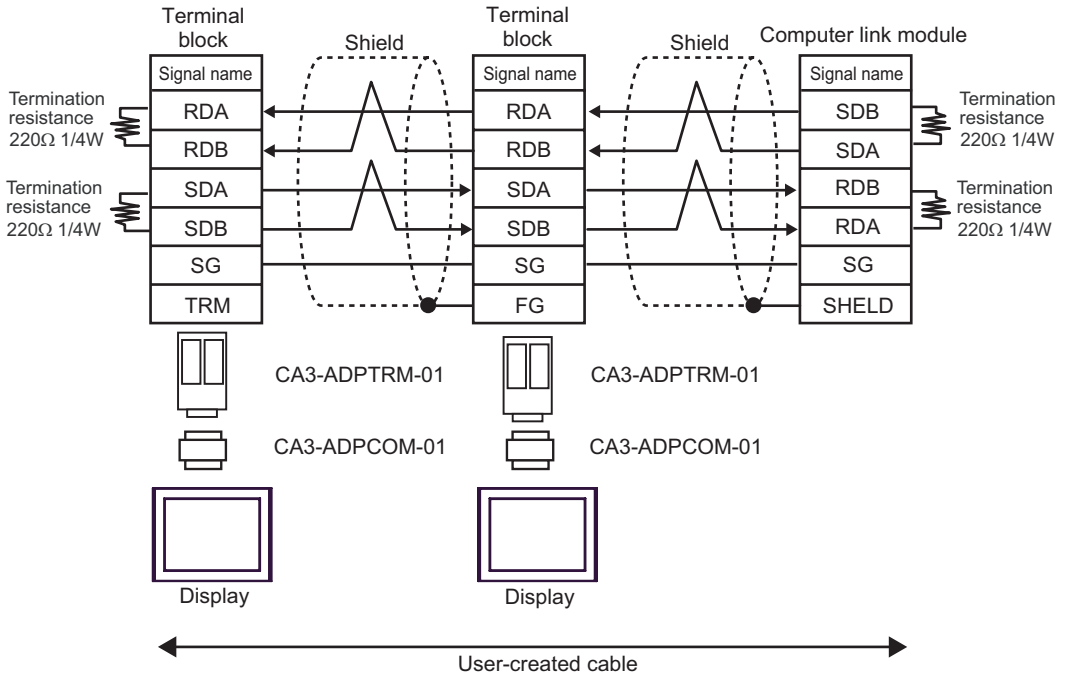 Terminal
block
Shield
Terminal
block
Shield
Computer link module
Signal name
Signal name
Signal name
Termination
resistance
220Ω 1/4W
RDA
RDA
SDB
Termination
resistance
220Ω 1/4W
RDB
RDB
SDA
Termination
resistance
220Ω 1/4W
SDA
SDA
RDB
Termination
resistance
220Ω 1/4W
SDB
SDB
RDA
SG
SG
SG
TRM
FG
SHELD
CA3-ADPTRM-01
CA3-ADPTRM-01
CA3-ADPCOM-01
CA3-ADPCOM-01
Display
Display
User-created cable